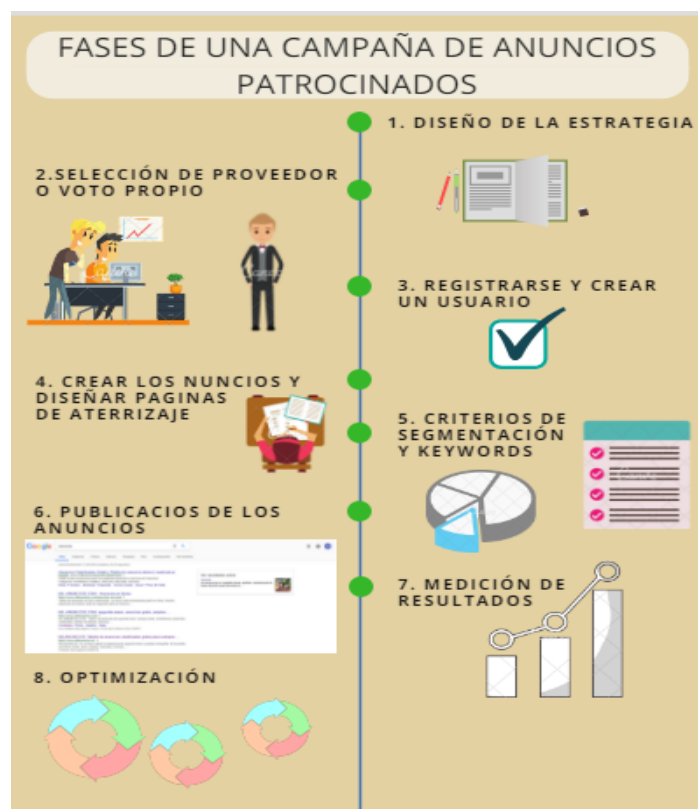 FASES DE UNA CAMPAÑA DE ANUNCIOS
PATROCINADOS
1. DISEÑO DE LA ESTRATEGIA
2.SELECCIÓN DE PROVEEDOR
O VOTO PROPIO
3. REGISTRARSE Y CREAR
UN USUARIO
4. CREAR LOS NUNCIOS Y
DISEÑAR PAGINAS
DE ATERRIZAJE
5. CRITERIOS DE
SEGMENTACIÓN
Y KEYWORDS
6. PUBLICACIOS DE LOS
ANUNCIOS
Google
7. MEDICIÓN DE
RESULTADOS
8. OPTIMIZACIÓN